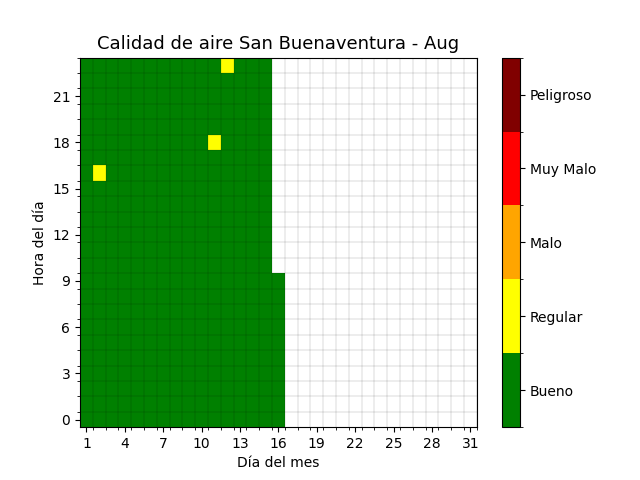 Calidad de aire San Buenaventura - Aug
Hora del día
21
18
15
12
9
6
3
0
1 4 7 10 13 16 19 22 25 28 31
Día del mes
Peligroso
Muy Malo
Malo
Regular
Bueno